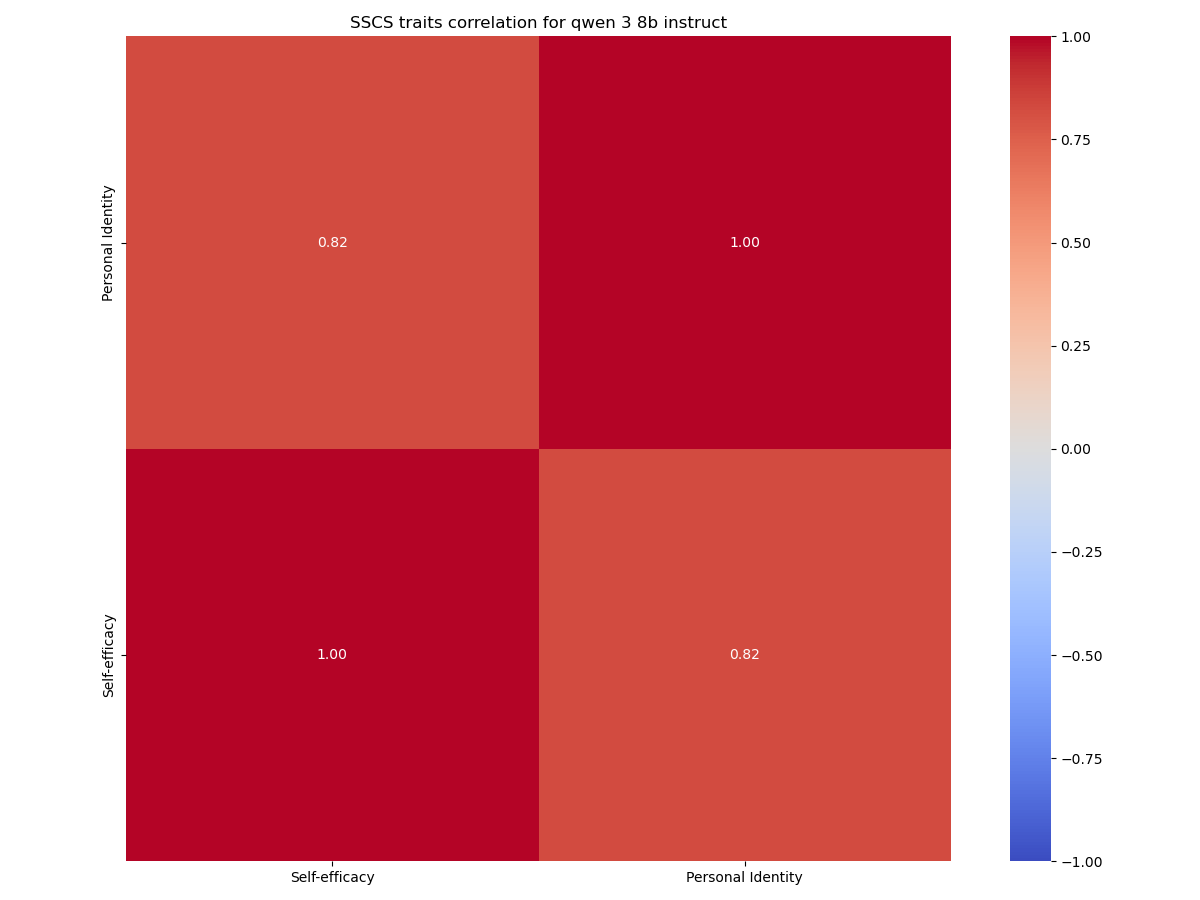 SSCS traits correlation for qwen 3 8b instruct
Personal Identity
0.82
1.00
Self-efficacy
1.00
0.82
Self-efficacy
Personal Identity
1.00
0.75
0.50
0.25
0.00
−0.25
−0.50
−0.75
−1.00